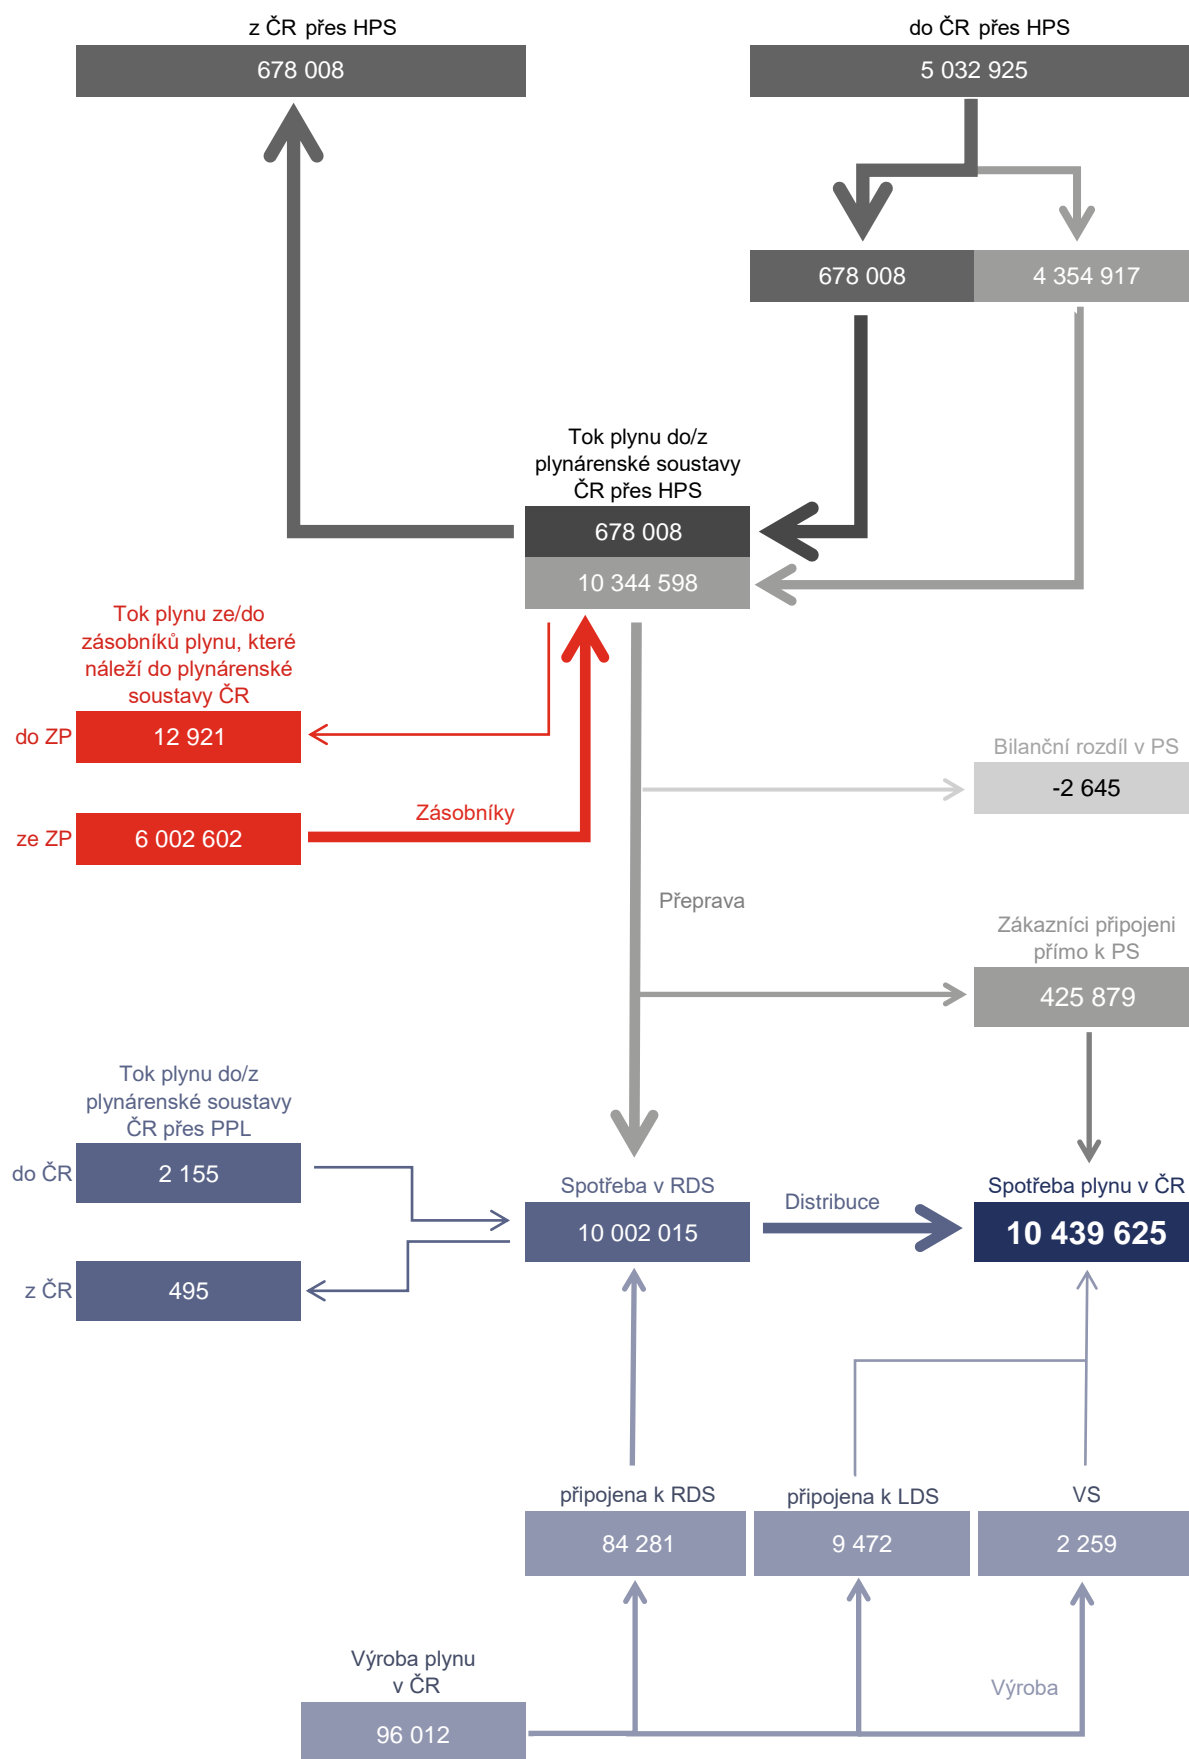 z ČR přes HPS
678 008
do ČR přes HPS
5 032 925
678 008
4 354 917
Tok plynu do/z
plynárenské soustavy
ČR přes HPS
678 008
10 344 598
Tok plynu ze/do
zásobníků plynu, které
náleží do plynárenské
soustavy ČR
do ZP
12 921
Bilanční rozdíl v PS
-2 645
ze ZP
6 002 602
Zásobníky
Přeprava
Zákazníci připojeni
přímo k PS
425 879
Tok plynu do/z
plynárenské soustavy
ČR přes PPL
do ČR
2 155
z ČR
495
Spotřeba v RDS
10 002 015
Distribuce
Spotřeba plynu v ČR
10 439 625
připojena k RDS
84 281
připojena k LDS
9 472
VS
2 259
Výroba plynu
v ČR
96 012
Výroba